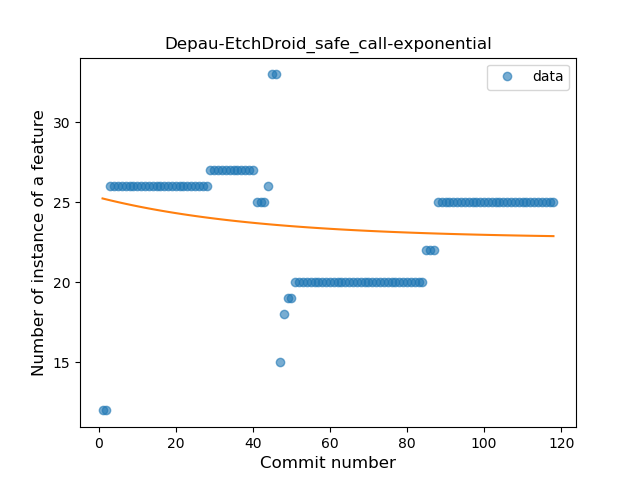 Depau-EtchDroid_safe_call-exponential
data
Number of instance of a feature
30
25
20
15
0 20 40 60 80 100 120
Commit number